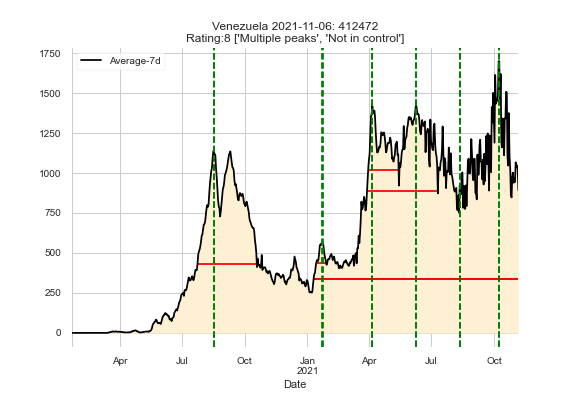 Venezuela 2021-11-06: 412472
Rating:8 ['Multiple peaks', 'Not in control']
Average-7d
1750
1500
1250
1000
750
500
250
0
Apr
Jul
Oct
Jan
2021
Apr
Jul
Oct
Date